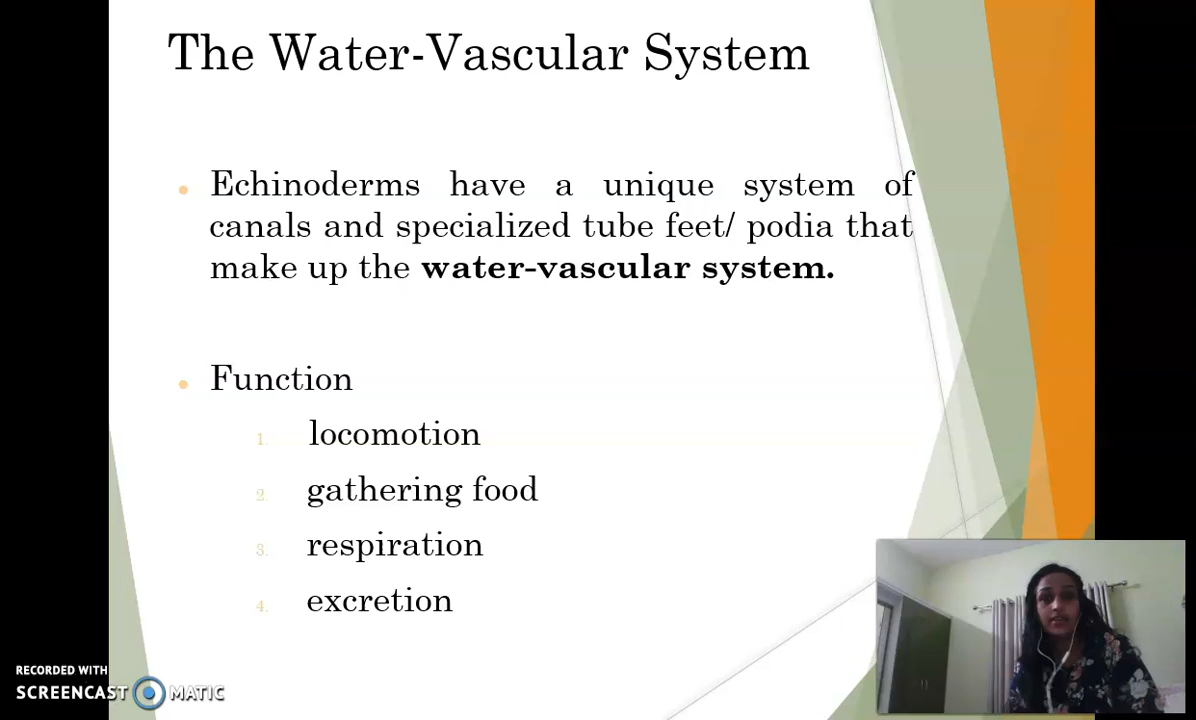 The Water-Vascular System
Echinoderms have a unique system of
canals and specialized tube feet/ podia that
make up the water-vascular system.
Function
1. locomotion
2. gathering food
3. respiration
4. excretion
RECORDED WITH
SCREENCAST MATIC